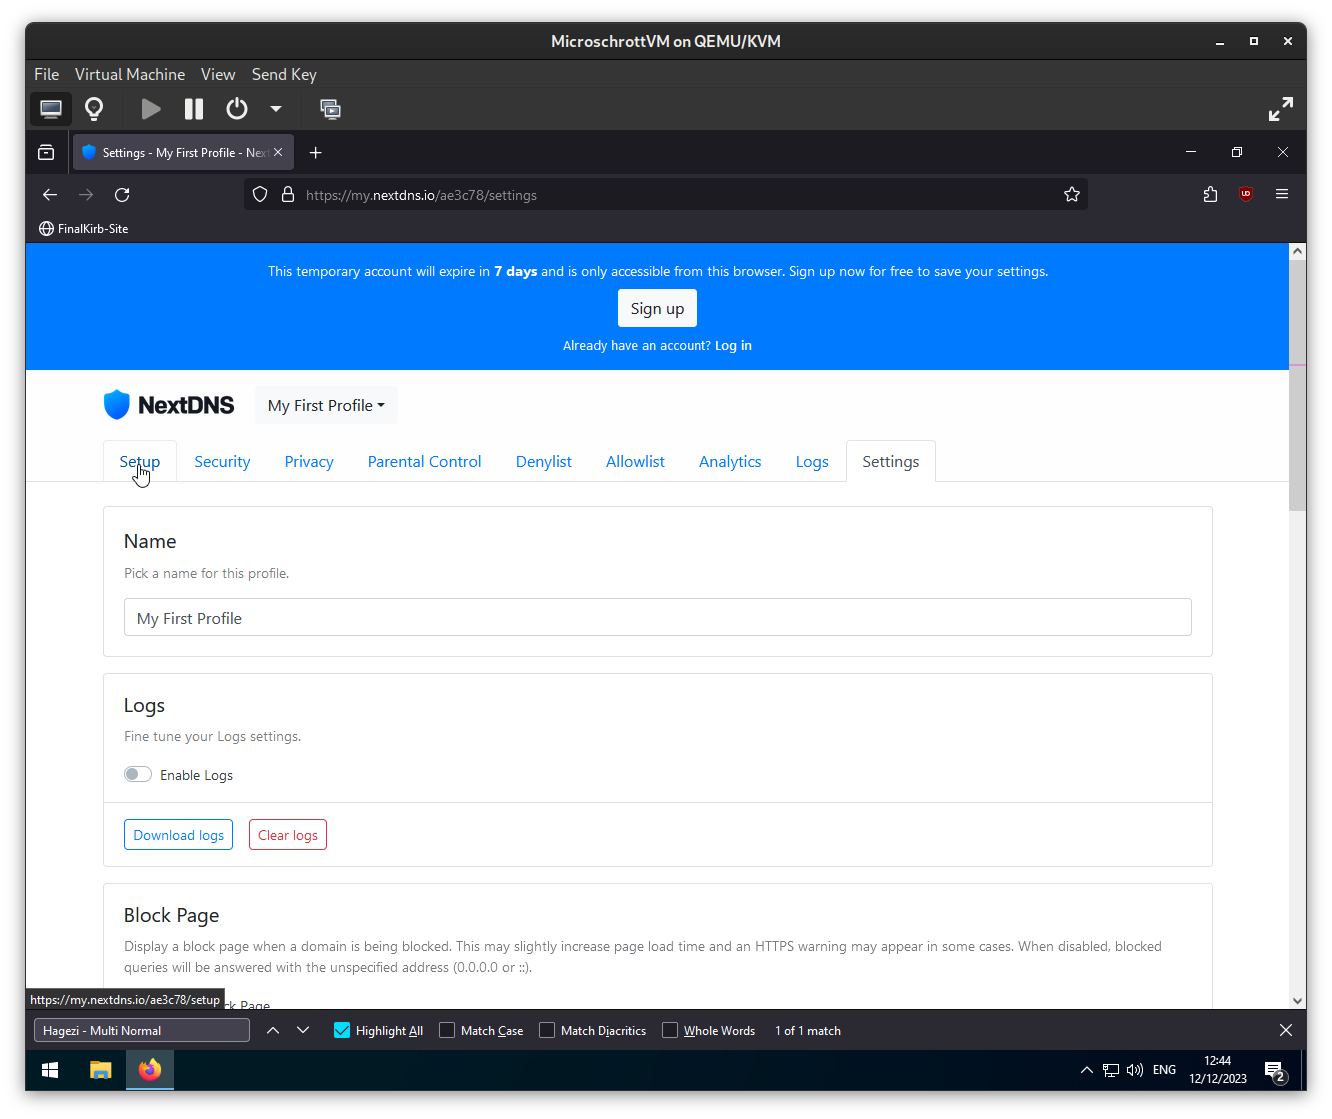 MicroschrottVM on QEMU/KVM
File Virtual Machine View Send Key
Settings - My First Profile - Nex
https://my.nextdns.io/ae3c78/settings
FinalKirb-Site
This temporary account will expire in 7 days and is only accessible from this browser. Sign up now for free to save your settings.
Sign up
Already have an account? Log in
NextDNS My First Profile
Setup Security Privacy Parental Control Denylist Allowlist Analytics Logs Settings
Name
Pick a name for this profile.
My First Profile
Logs
Fine tune your Logs settings.
Enable Logs
Download logs Clear logs
Block Page
Display a block page when a domain is being blocked. This may slightly increase page load time and an HTTPS warning may appear in some cases. When disabled, blocked
queries will be answered with the unspecified address (0.0.0.0 or ::).
https://my.nextdns.io/ae3c78/setup ck Page
Hagezi - Multi Normal Highlight All Match Case Match Diacritics Whole Words 1 of 1 match
ENG 12:44
12/12/2023 2